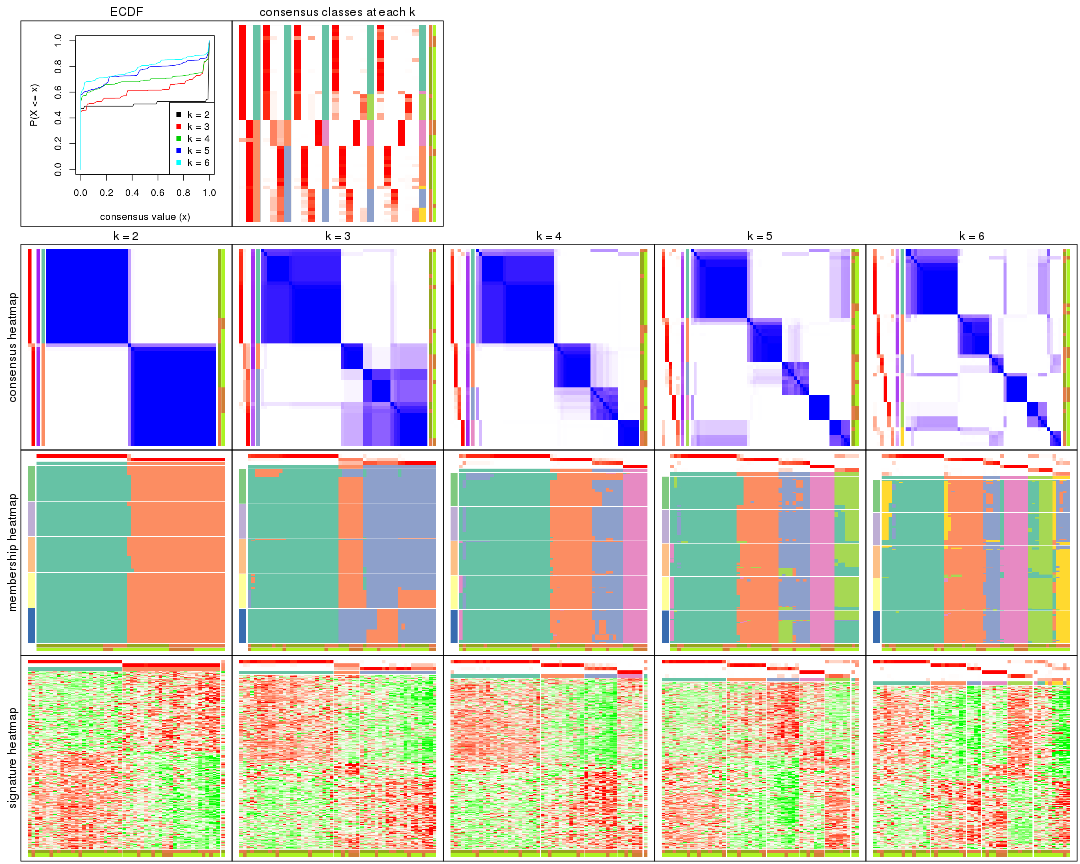 ECDF
consensus classes at each k
P(X <= x)
0.0 0.2 0.4 0.6 0.8 1.0
k = 2
k = 3
k = 4
k = 5
k = 6
0.0 0.2 0.4 0.6 0.8 1.0
consensus value (x)
k = 2 k = 3 k = 4 k = 5 k = 6
consensus heatmap
membership heatmap
signature heatmap